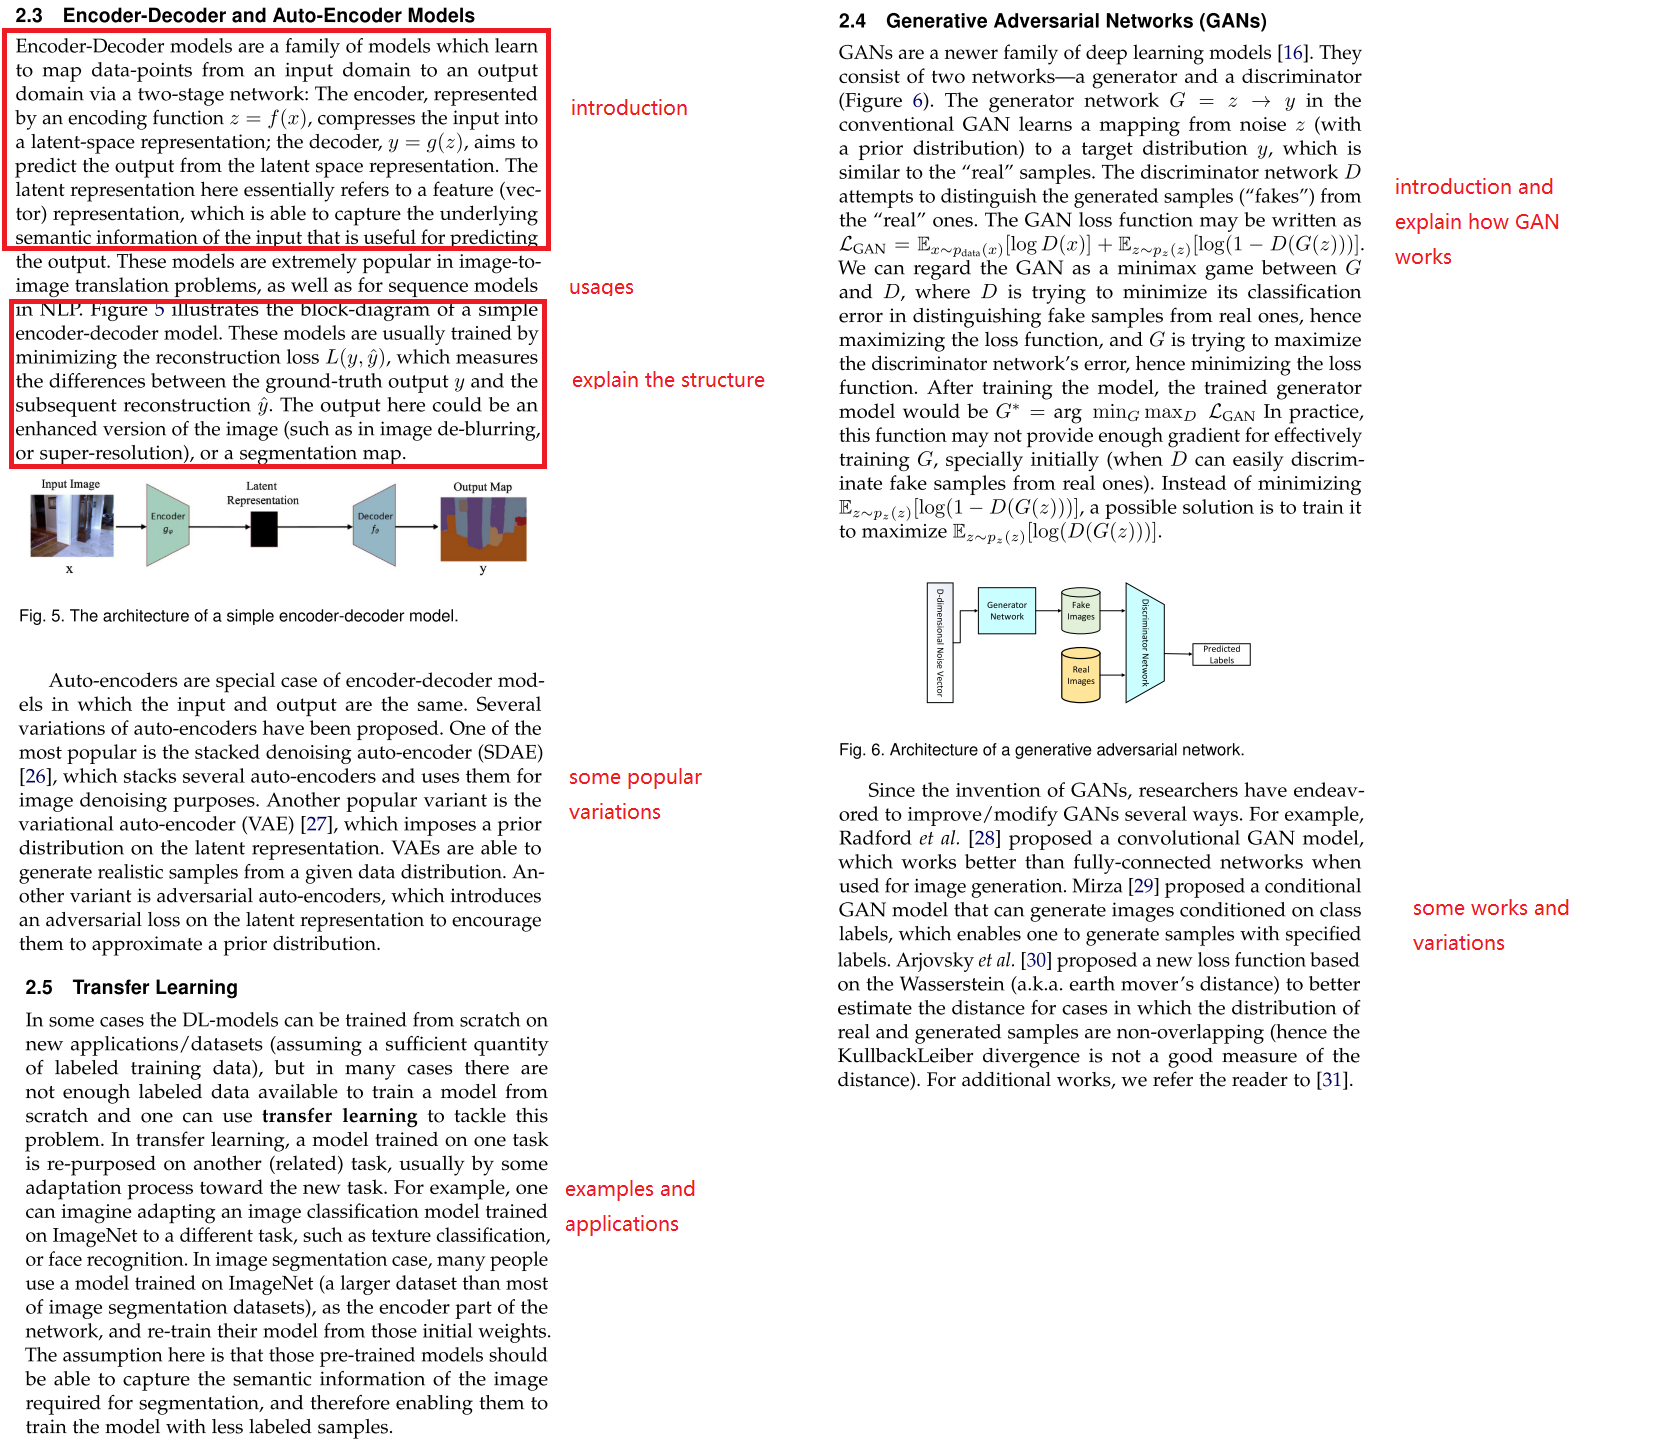 2.3 Encoder-Decoder and Auto-Encoder Models
Encoder-Decoder models are a family of models which learn
to map data-points from an input domain to an output
domain via a two-stage network: The encoder, represented
by an encoding function z = f(x), compresses the input into
a latent-space representation; the decoder, y = g(z), aims to
predict the output from the latent space representation. The
latent representation here essentially refers to a feature (vec-
tor) representation, which is able to capture the underlying
semantic information of the input that is useful for predicting
the output. These models are extremely popular in image-to-
image translation problems, as well as for sequence models
in NLP. Figure 5 illustrates the block-diagram of a simple
encoder-decoder model. These models are usually trained by
minimizing the reconstruction loss L(y, ŷ), which measures
the differences between the ground-truth output y and the
subsequent reconstruction ŷ. The output here could be an
enhanced version of the image (such as in image de-blurring,
or super-resolution), or a segmentation map.
introduction
usages
explain the structure
Input Image
Encoder
gφ
Latent
Representation
Decoder
fθ
Output Map
x
y
Fig. 5. The architecture of a simple encoder-decoder model.
Auto-encoders are special case of encoder-decoder mod-
els in which the input and output are the same. Several
variations of auto-encoders have been proposed. One of the
most popular is the stacked denoising auto-encoder (SDAE)
[26], which stacks several auto-encoders and uses them for
image denoising purposes. Another popular variant is the
variational auto-encoder (VAE) [27], which imposes a prior
distribution on the latent representation. VAEs are able to
generate realistic samples from a given data distribution. An-
other variant is adversarial auto-encoders, which introduces
an adversarial loss on the latent representation to encourage
them to approximate a prior distribution.
some popular
variations
2.5 Transfer Learning
In some cases the DL-models can be trained from scratch on
new applications/datasets (assuming a sufficient quantity
of labeled training data), but in many cases there are
not enough labeled data available to train a model from
scratch and one can use transfer learning to tackle this
problem. In transfer learning, a model trained on one task
is re-purposed on another (related) task, usually by some
adaptation process toward the new task. For example, one
can imagine adapting an image classification model trained
on ImageNet to a different task, such as texture classification,
or face recognition. In image segmentation case, many people
use a model trained on ImageNet (a larger dataset than most
of image segmentation datasets), as the encoder part of the
network, and re-train their model from those initial weights.
The assumption here is that those pre-trained models should
be able to capture the semantic information of the image
required for segmentation, and therefore enabling them to
train the model with less labeled samples.
examples and
applications
2.4 Generative Adversarial Networks (GANs)
GANs are a newer family of deep learning models [16]. They
consist of two networks—a generator and a discriminator
(Figure 6). The generator network G = z → y in the
conventional GAN learns a mapping from noise z (with
a prior distribution) to a target distribution y, which is
similar to the “real” samples. The discriminator network D
attempts to distinguish the generated samples (“fakes”) from
the “real” ones. The GAN loss function may be written as
ℒGAN = 𝔼x∼pdata(x)[log D(x)] + 𝔼z∼pz(z)[log(1 − D(G(z)))].
We can regard the GAN as a minimax game between G
and D, where D is trying to minimize its classification
error in distinguishing fake samples from real ones, hence
maximizing the loss function, and G is trying to maximize
the discriminator network’s error, hence minimizing the loss
function. After training the model, the trained generator
model would be G* = arg minG maxD ℒGAN In practice,
this function may not provide enough gradient for effectively
training G, specially initially (when D can easily discrim-
inate fake samples from real ones). Instead of minimizing
𝔼z∼pz(z)[log(1 − D(G(z)))], a possible solution is to train it
to maximize 𝔼z∼pz(z)[log(D(G(z)))].
introduction and
explain how GAN
works
D-dimensional Noise Vector
Generator
Network
Fake
Images
Real
Images
Discriminator Network
Predicted
Labels
Fig. 6. Architecture of a generative adversarial network.
Since the invention of GANs, researchers have endeav-
ored to improve/modify GANs several ways. For example,
Radford et al. [28] proposed a convolutional GAN model,
which works better than fully-connected networks when
used for image generation. Mirza [29] proposed a conditional
GAN model that can generate images conditioned on class
labels, which enables one to generate samples with specified
labels. Arjovsky et al. [30] proposed a new loss function based
on the Wasserstein (a.k.a. earth mover’s distance) to better
estimate the distance for cases in which the distribution of
real and generated samples are non-overlapping (hence the
KullbackLeiber divergence is not a good measure of the
distance). For additional works, we refer the reader to [31].
some works and
variations